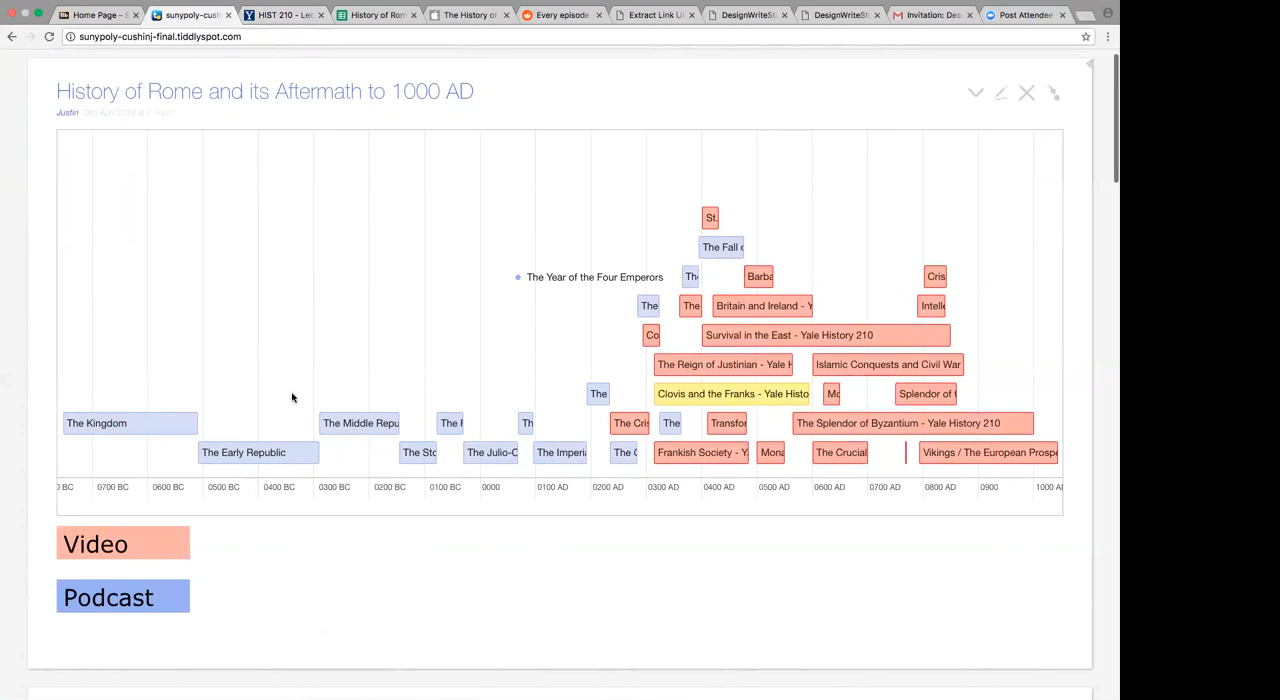 Home Page - S
sunypoly-cush
HIST 210 - Lec
History of Rom
The History of
Every episode
Extract Link U
DesignWriteSt
DesignWriteSt
Invitation: Des
Post Attendee
sunypoly-cushinj-final.tiddlyspot.com
History of Rome and its Aftermath to 1000 AD
Justin
St.
The Fall
The Year of the Four Emperors
The
Barba
Cris
The
The
Britain and Ireland - Y
Intelle
Co
Survival in the East - Yale History 210
The Reign of Justinian - Yale H
Islamic Conquests and Civil War
The
Clovis and the Franks - Yale Histo
Mo
Splendor of
The Kingdom
The Middle Repu
The
Th
The Cris
The
Transfor
The Splendor of Byzantium - Yale History 210
The Early Republic
The Sto
The Julio-C
The Imperia
The
Frankish Society - Y
Mona
The Crucial
Vikings / The European Prospe
0 BC 0700 BC 0600 BC 0500 BC 0400 BC 0300 BC 0200 BC 0100 BC 0000 0100 AD 0200 AD 0300 AD 0400 AD 0500 AD 0600 AD 0700 AD 0800 AD 0900 1000 A
Video
Podcast